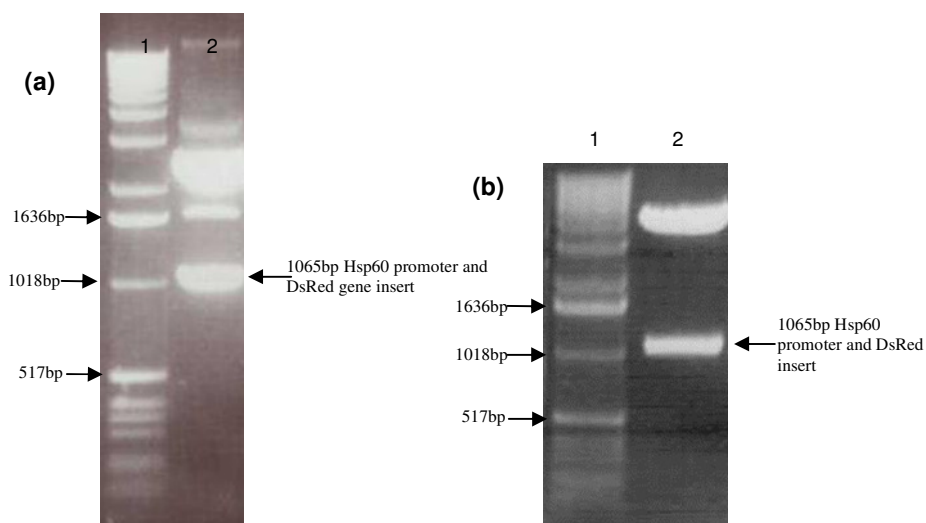 (a)
1 2
1636bp
1018bp
517bp
1065bp Hsp60 promoter and
DsRed gene insert
(b)
1 2
1636bp
1018bp
517bp
1065bp Hsp60
promoter and DsRed
insert